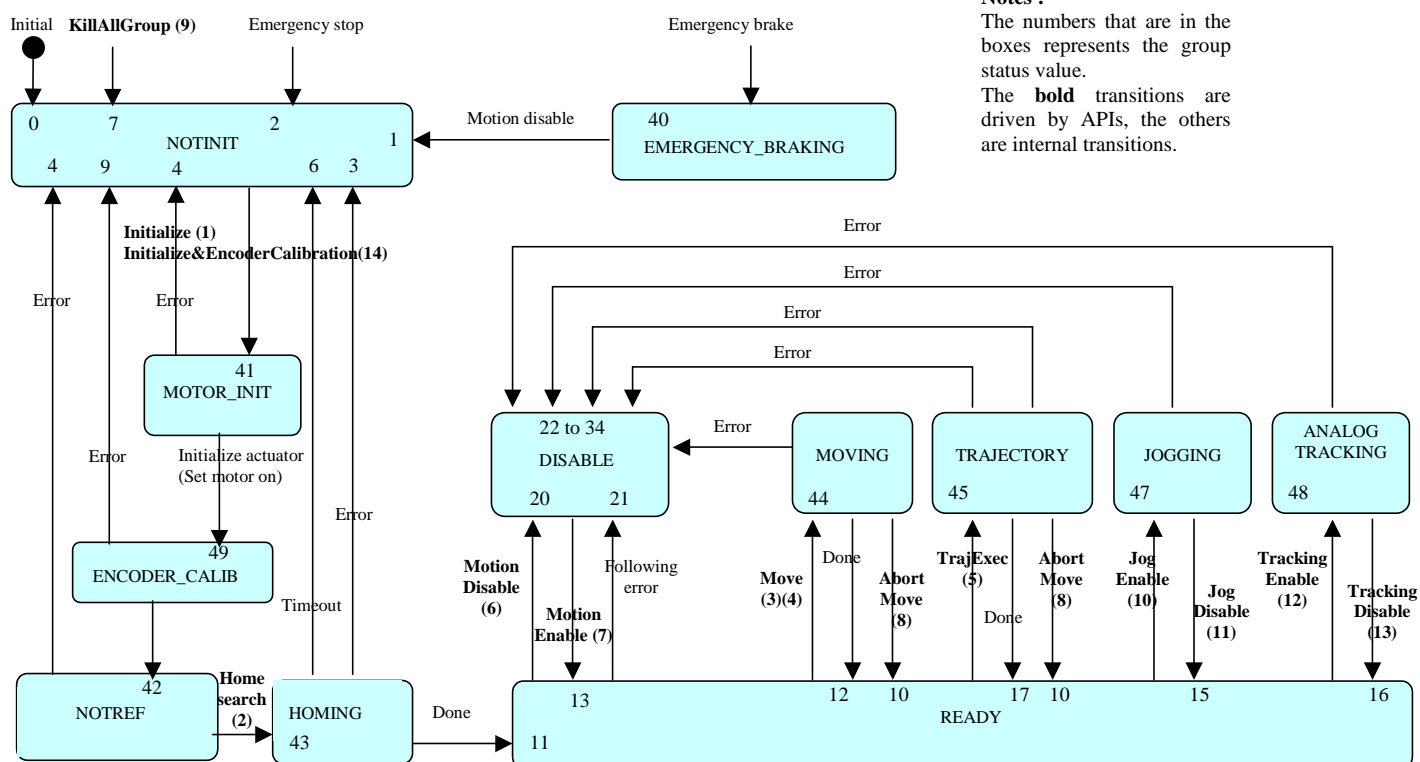 Notes :
The numbers that are in the
boxes represents the group
status value.
The bold transitions are
driven by APIs, the others
are internal transitions.
Initial
KillAllGroup (9)
Emergency stop
Emergency brake
0
7
2
1
NOTINIT
4
9
4
6
3
Motion disable
40
EMERGENCY_BRAKING
Initialize (1)
Initialize&EncoderCalibration(14)
Error
Error
41
MOTOR_INIT
Error
Initialize actuator
(Set motor on)
Error
49
ENCODER_CALIB
Timeout
42
NOTREF
Home
search
(2)
HOMING
43
Done
Error
Error
Error
Error
22 to 34
DISABLE
20
21
Error
MOVING
44
TRAJECTORY
45
JOGGING
47
ANALOG
TRACKING
48
Motion
Disable
(6)
Motion
Enable (7)
Following
error
Move
(3)(4)
Done
Abort
Move
(8)
TrajExec
(5)
Done
Abort
Move
(8)
Jog
Enable
(10)
Jog
Disable
(11)
Tracking
Enable
(12)
Tracking
Disable
(13)
13
12
10
17
10
15
16
READY
11